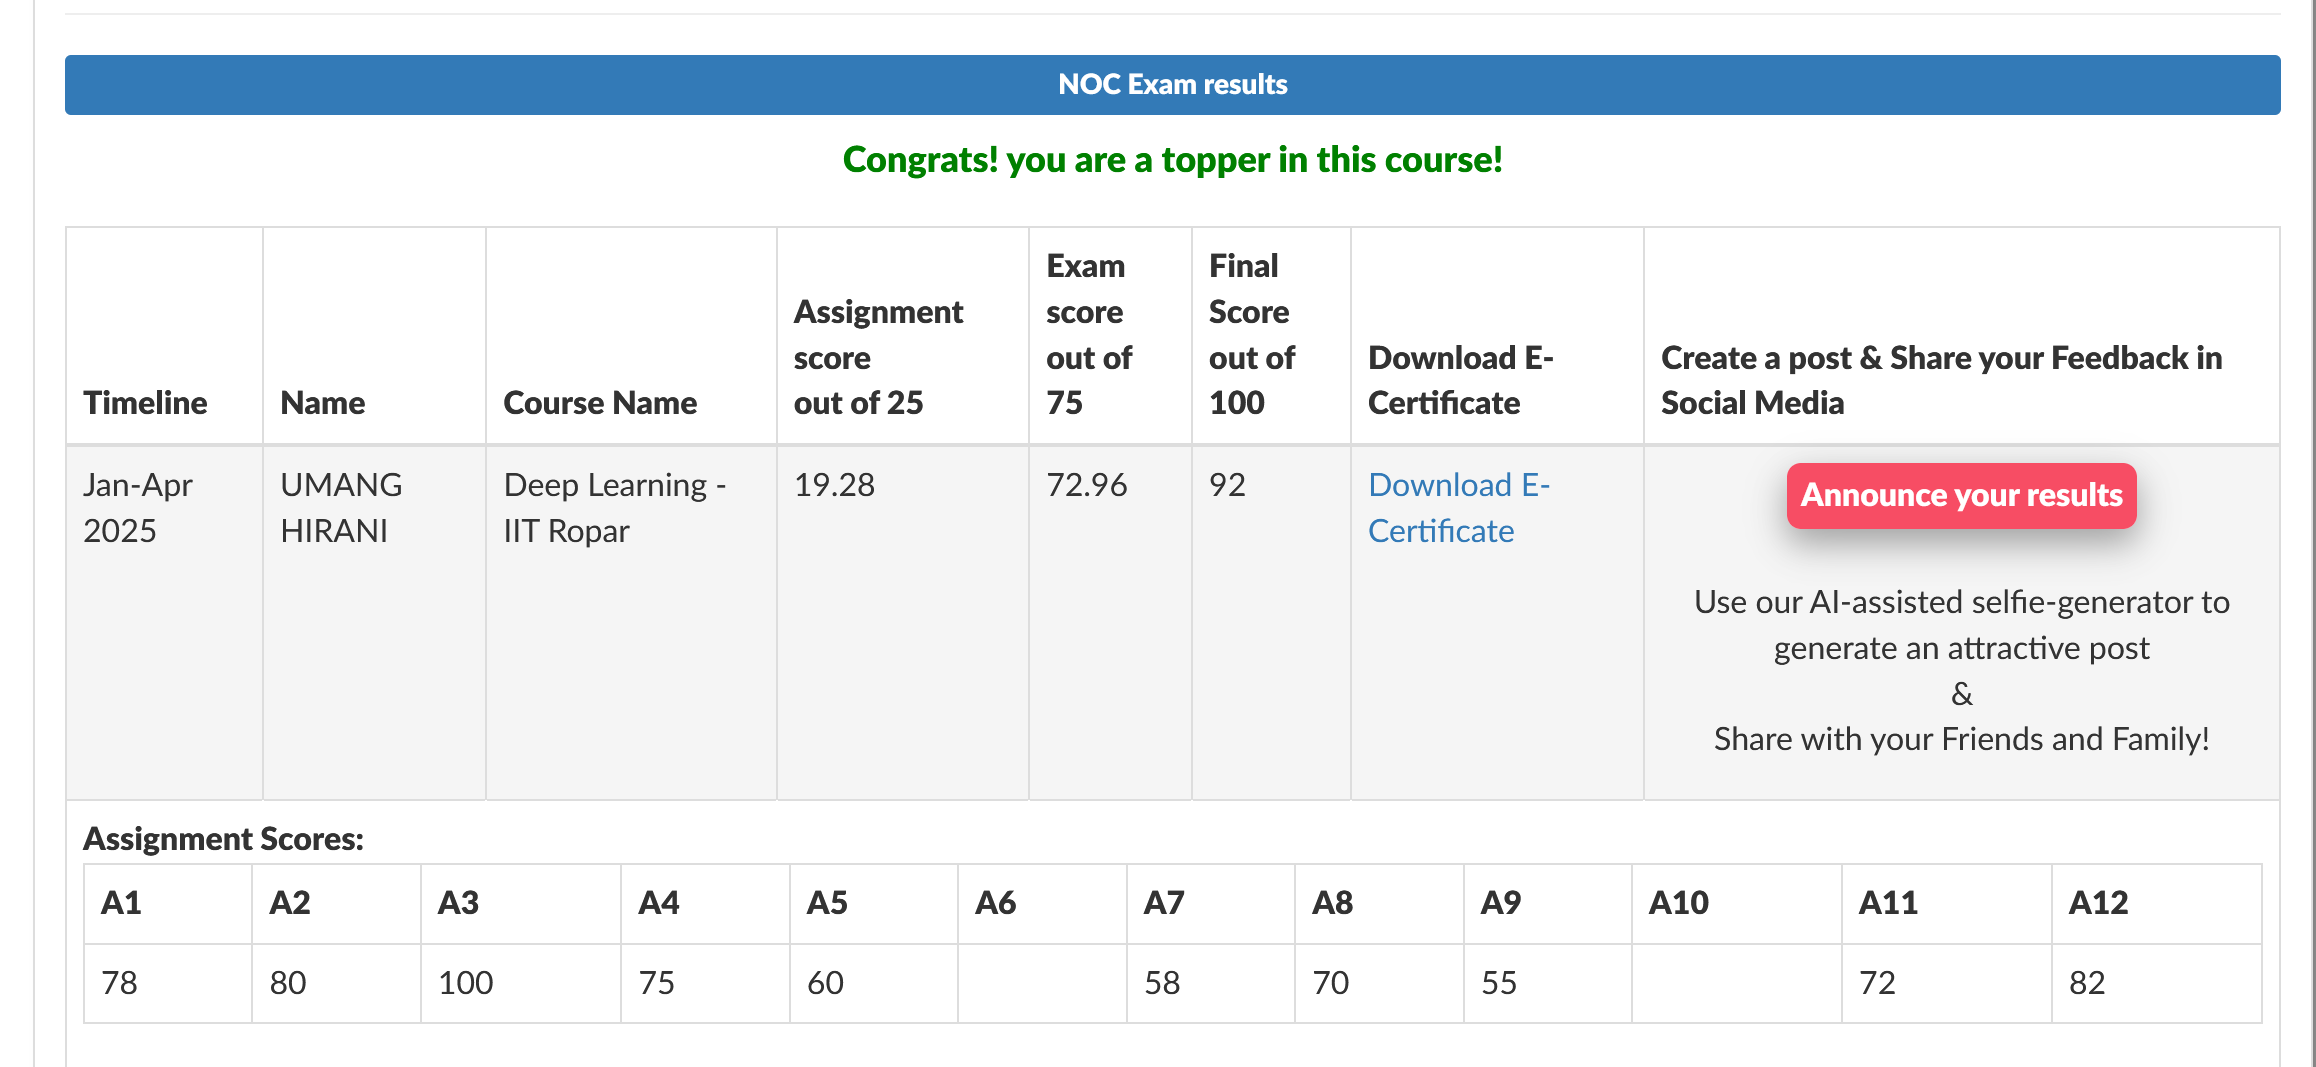 NOC Exam results
Congrats! you are a topper in this course!
Timeline
Name
Course Name
Assignment
score
out of 25
Exam
score
out of
75
Final
Score
out of
100
Download E-
Certificate
Create a post & Share your Feedback in
Social Media
Jan-Apr
2025
UMANG
HIRANI
Deep Learning -
IIT Ropar
19.28
72.96
92
Download E-
Certificate
Announce your results
Use our AI-assisted selfie-generator to
generate an attractive post
&
Share with your Friends and Family!
Assignment Scores:
A1 A2 A3 A4 A5 A6 A7 A8 A9 A10 A11 A12
78 80 100 75 60 58 70 55 72 82